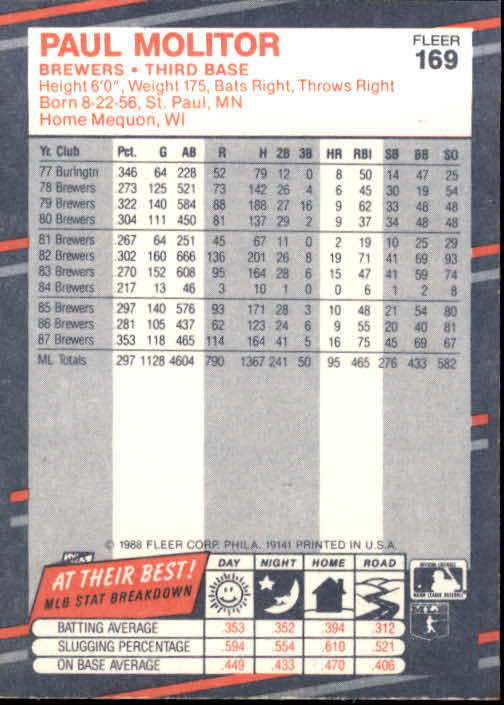 PAUL MOLITOR
BREWERS • THIRD BASE
Height 6'0", Weight 175, Bats Right, Throws Right
Born 8-22-56, St. Paul, MN
Home Mequon, WI
FLEER
169
Yr. Club Pct. G AB R H 2B 3B HR RBI SB BB SO
77 Burlngtn .346 64 228 52 79 12 0 8 50 14 47 25
78 Brewers .273 125 521 73 142 26 4 6 45 30 19 54
79 Brewers .322 140 584 88 188 27 16 9 62 33 48 48
80 Brewers .304 111 450 81 137 29 2 9 37 34 48 48
81 Brewers .267 64 251 45 67 11 0 2 19 10 25 29
82 Brewers .302 160 666 136 201 26 8 19 71 41 69 93
83 Brewers .270 152 608 95 164 28 6 15 47 41 59 74
84 Brewers .217 13 46 3 10 1 0 0 6 1 2 8
85 Brewers .297 140 576 93 171 28 3 10 48 21 54 80
86 Brewers .281 105 437 62 123 24 6 9 55 20 40 81
87 Brewers .353 118 465 114 164 41 5 16 75 45 69 67
ML Totals .297 1128 4604 790 1367 241 50 95 465 276 433 582
© 1988 FLEER CORP. PHILA. 19141 PRINTED IN U.S.A.
AT THEIR BEST!
MLB STAT BREAKDOWN
DAY NIGHT HOME ROAD
BATTING AVERAGE .353 .352 .394 .312
SLUGGING PERCENTAGE .594 .554 .610 .521
ON BASE AVERAGE .449 .433 .470 .406
OFFICIAL LICENSEE
MAJOR LEAGUE BASEBALL